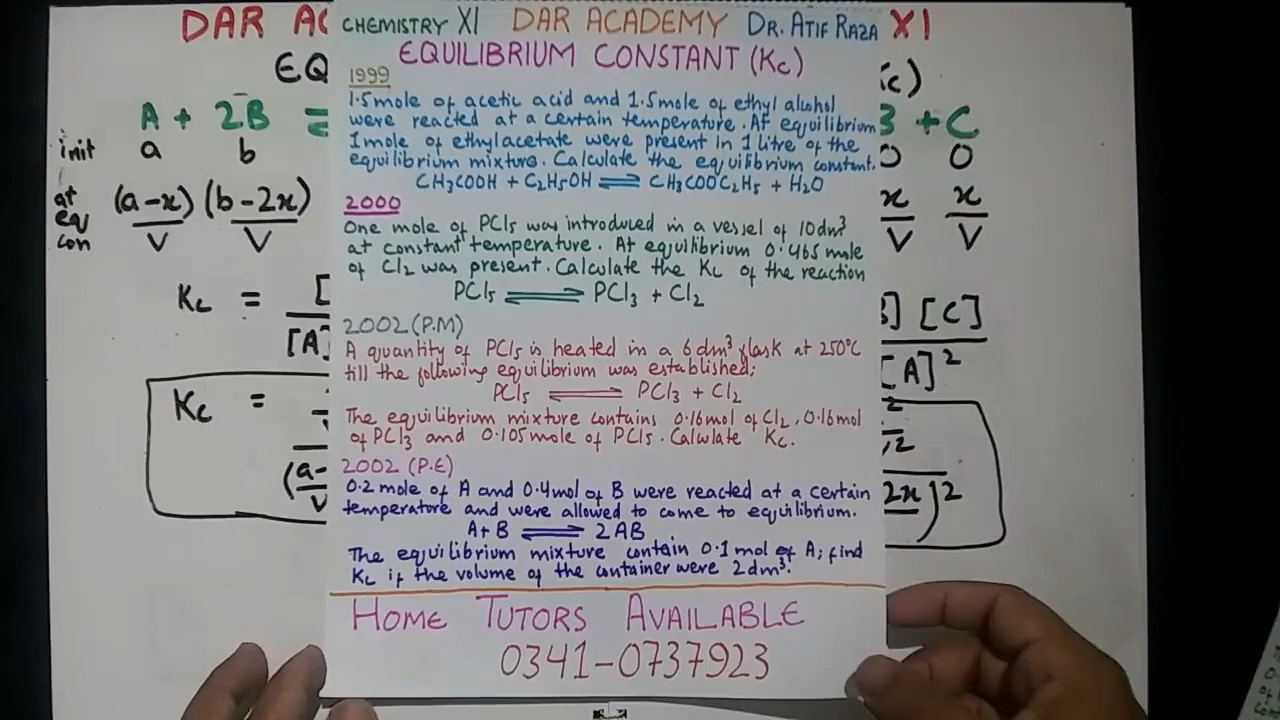 DAR AC
XI
CHEMISTRY XI DAR ACADEMY DR. ATIF RAZA
EQUILIBRIUM CONSTANT (Kc)
1999
1.5mole of acetic acid and 1.5mole of ethyl alcohol
were reacted at a certain temperature. At equilibrium
1mole of ethylacetate were present in 1 litre of the
equilibrium mixture. Calculate the equilibrium constant.
CH3COOH + C2H5OH ⇌ CH3COOC2H5 + H2O
2000
One mole of PCl5 was introduced in a vessel of 10dm³
at constant temperature. At equilibrium 0.465 mole
of Cl2 was present. Calculate the Kc of the reaction
PCl5 ⇌ PCl3 + Cl2
2002 (P.M)
A quantity of PCl5 is heated in a 6dm³ flask at 250°C
till the following equilibrium was established;
PCl5 ⇌ PCl3 + Cl2
The equilibrium mixture contains 0.16mol of Cl2, 0.16mol
of PCl3 and 0.105mole of PCl5. Calculate Kc.
2002 (P.E)
0.2 mole of A and 0.4mol of B were reacted at a certain
temperature and were allowed to come to equilibrium.
A+B ⇌ 2AB
The equilibrium mixture contain 0.1 mol of A; find
Kc if the volume of the container were 2dm³.
HOME TUTORS AVAILABLE
0341-0737923
EQ
A + 2B =
init a b
at eq con (a-x)/V (b-2x)/V
Kc = [
[A]
Kc =
(a-
V
c)
3 + C
0 0
x/V x/V
] [C]
[A]²
2
V2
2x)2